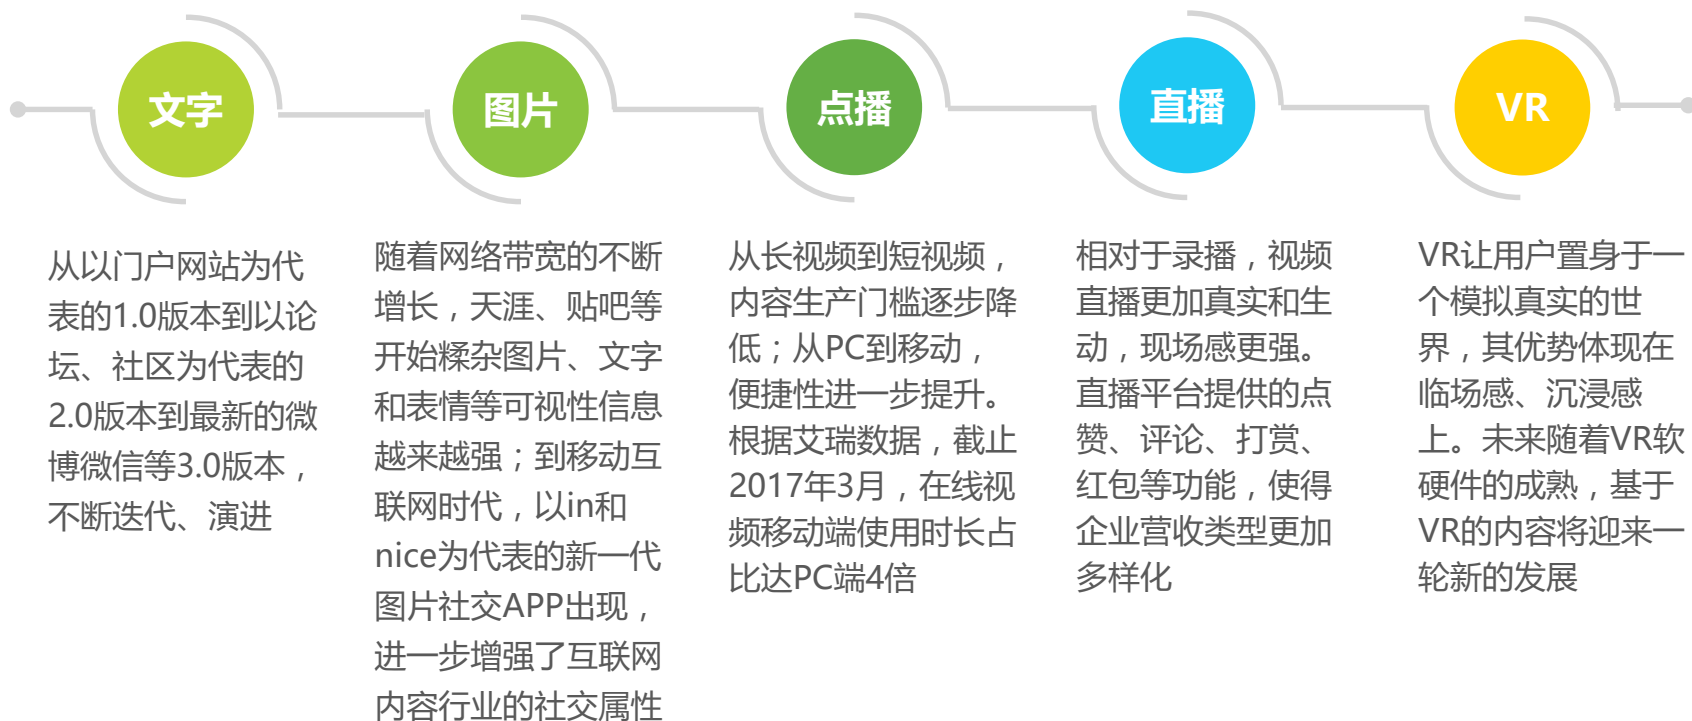 文字
图片
点播
直播
VR
从以门户网站为代
表的1.0版本到以论
坛、社区为代表的
2.0版本到最新的微
博微信等3.0版本，
不断迭代、演进
随着网络带宽的不断
增长，天涯、贴吧等
开始糅杂图片、文字
和表情等可视性信息
越来越强；到移动互
联网时代，以in和
nice为代表的新一代
图片社交APP出现，
进一步增强了互联网
内容行业的社交属性
从长视频到短视频，
内容生产门槛逐步降
低；从PC到移动，
便捷性进一步提升。
根据艾瑞数据，截止
2017年3月，在线视
频移动端使用时长占
比达PC端4倍
相对于录播，视频
直播更加真实和生
动，现场感更强。
直播平台提供的点
赞、评论、打赏、
红包等功能，使得
企业营收类型更加
多样化
VR让用户置身于一
个模拟真实的世
界，其优势体现在
临场感、沉浸感
上。未来随着VR软
硬件的成熟，基于
VR的内容将迎来一
轮新的发展